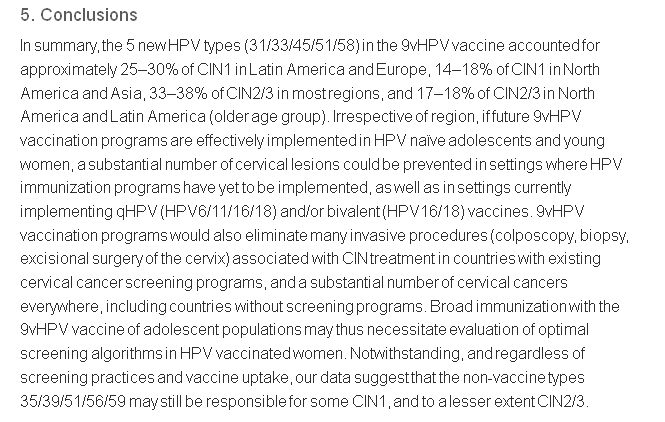 5. Conclusions
In summary, the 5 new HPV types (31/33/45/51/58) in the 9vHPV vaccine accounted for
approximately 25–30% of CIN1 in Latin America and Europe, 14–18% of CIN1 in North
America and Asia, 33–38% of CIN2/3 in most regions, and 17–18% of CIN2/3 in North
America and Latin America (older age group). Irrespective of region, if future 9vHPV
vaccination programs are effectively implemented in HPV naïve adolescents and young
women, a substantial number of cervical lesions could be prevented in settings where HPV
immunization programs have yet to be implemented, as well as in settings currently
implementing qHPV (HPV6/11/16/18) and/or bivalent (HPV16/18) vaccines. 9vHPV
vaccination programs would also eliminate many invasive procedures (colposcopy, biopsy,
excisional surgery of the cervix) associated with CIN treatment in countries with existing
cervical cancer screening programs, and a substantial number of cervical cancers
everywhere, including countries without screening programs. Broad immunization with the
9vHPV vaccine of adolescent populations may thus necessitate evaluation of optimal
screening algorithms in HPV vaccinated women. Notwithstanding, and regardless of
screening practices and vaccine uptake, our data suggest that the non-vaccine types
35/39/51/56/59 may still be responsible for some CIN1, and to a lesser extent CIN2/3.